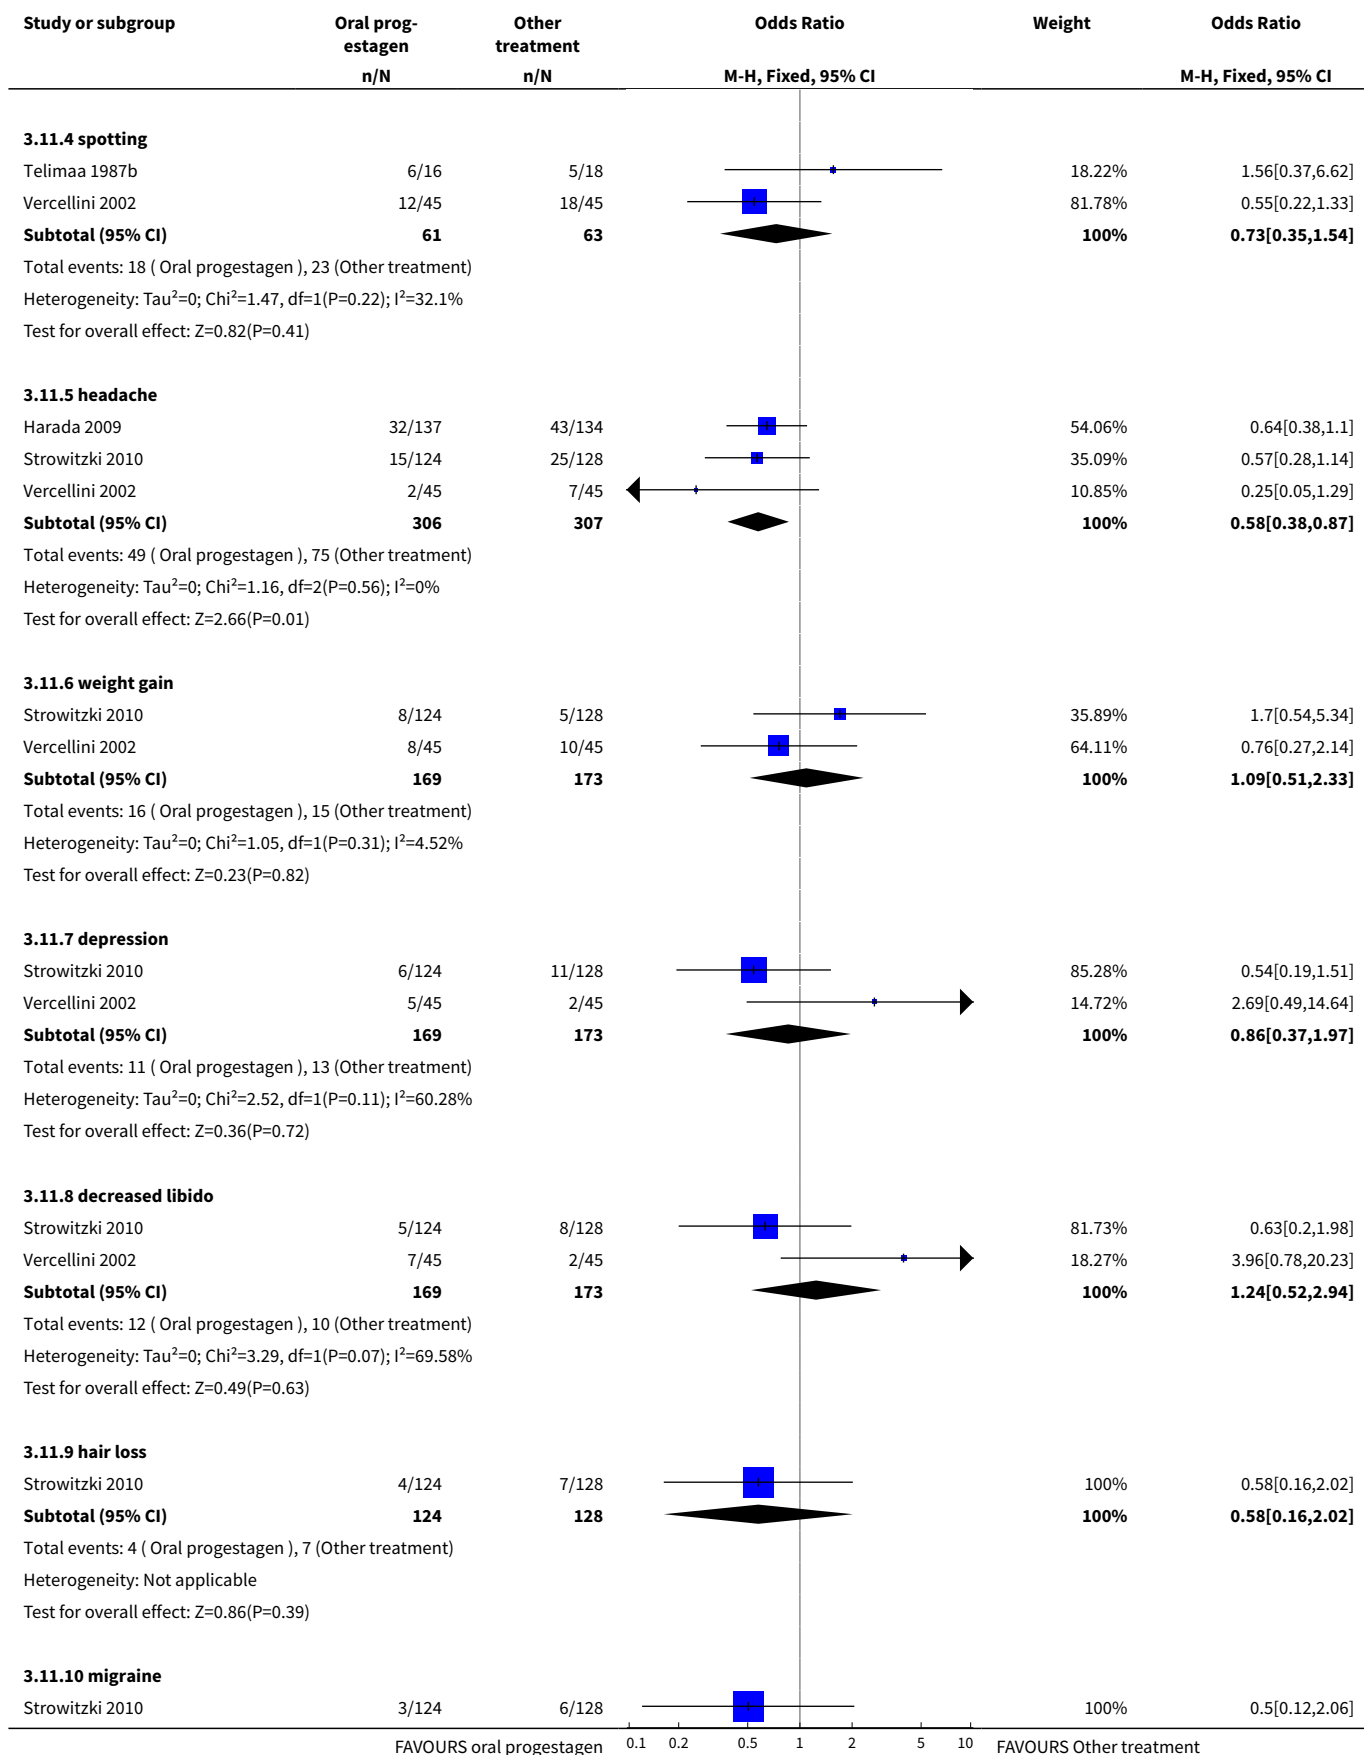 Study or subgroup Oral prog- Other Odds Ratio Weight Odds Ratio
estagen treatment
n/N n/N M-H, Fixed, 95% CI M-H, Fixed, 95% CI
3.11.4 spotting
Telimaa 1987b 6/16 5/18 18.22% 1.56[0.37,6.62]
Vercellini 2002 12/45 18/45 81.78% 0.55[0.22,1.33]
Subtotal (95% CI) 61 63 100% 0.73[0.35,1.54]
Total events: 18 ( Oral progestagen ), 23 (Other treatment)
Heterogeneity: Tau²=0; Chi²=1.47, df=1(P=0.22); I²=32.1%
Test for overall effect: Z=0.82(P=0.41)
3.11.5 headache
Harada 2009 32/137 43/134 54.06% 0.64[0.38,1.1]
Strowitzki 2010 15/124 25/128 35.09% 0.57[0.28,1.14]
Vercellini 2002 2/45 7/45 10.85% 0.25[0.05,1.29]
Subtotal (95% CI) 306 307 100% 0.58[0.38,0.87]
Total events: 49 ( Oral progestagen ), 75 (Other treatment)
Heterogeneity: Tau²=0; Chi²=1.16, df=2(P=0.56); I²=0%
Test for overall effect: Z=2.66(P=0.01)
3.11.6 weight gain
Strowitzki 2010 8/124 5/128 35.89% 1.7[0.54,5.34]
Vercellini 2002 8/45 10/45 64.11% 0.76[0.27,2.14]
Subtotal (95% CI) 169 173 100% 1.09[0.51,2.33]
Total events: 16 ( Oral progestagen ), 15 (Other treatment)
Heterogeneity: Tau²=0; Chi²=1.05, df=1(P=0.31); I²=4.52%
Test for overall effect: Z=0.23(P=0.82)
3.11.7 depression
Strowitzki 2010 6/124 11/128 85.28% 0.54[0.19,1.51]
Vercellini 2002 5/45 2/45 14.72% 2.69[0.49,14.64]
Subtotal (95% CI) 169 173 100% 0.86[0.37,1.97]
Total events: 11 ( Oral progestagen ), 13 (Other treatment)
Heterogeneity: Tau²=0; Chi²=2.52, df=1(P=0.11); I²=60.28%
Test for overall effect: Z=0.36(P=0.72)
3.11.8 decreased libido
Strowitzki 2010 5/124 8/128 81.73% 0.63[0.2,1.98]
Vercellini 2002 7/45 2/45 18.27% 3.96[0.78,20.23]
Subtotal (95% CI) 169 173 100% 1.24[0.52,2.94]
Total events: 12 ( Oral progestagen ), 10 (Other treatment)
Heterogeneity: Tau²=0; Chi²=3.29, df=1(P=0.07); I²=69.58%
Test for overall effect: Z=0.49(P=0.63)
3.11.9 hair loss
Strowitzki 2010 4/124 7/128 100% 0.58[0.16,2.02]
Subtotal (95% CI) 124 128 100% 0.58[0.16,2.02]
Total events: 4 ( Oral progestagen ), 7 (Other treatment)
Heterogeneity: Not applicable
Test for overall effect: Z=0.86(P=0.39)
3.11.10 migraine
Strowitzki 2010 3/124 6/128 100% 0.5[0.12,2.06]
FAVOURS oral progestagen 0.1 0.2 0.5 1 2 5 10 FAVOURS Other treatment